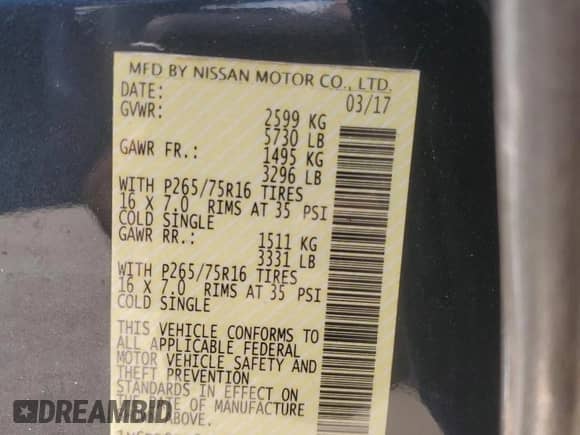 MFD BY NISSAN MOTOR CO., LTD.
DATE: 03/17
GVWR: 2599 KG
5730 LB
GAWR FR.: 1495 KG
3296 LB
WITH P265/75R16 TIRES
16 X 7.0 RIMS AT 35 PSI
COLD SINGLE
GAWR RR.: 1511 KG
3331 LB
WITH P265/75R16 TIRES
16 X 7.0 RIMS AT 35 PSI
COLD SINGLE
THIS VEHICLE CONFORMS TO
ALL APPLICABLE FEDERAL
MOTOR VEHICLE SAFETY AND
THEFT PREVENTION
STANDARDS IN EFFECT ON
OF MANUFACTURE
ABOVE.
DREAMBID